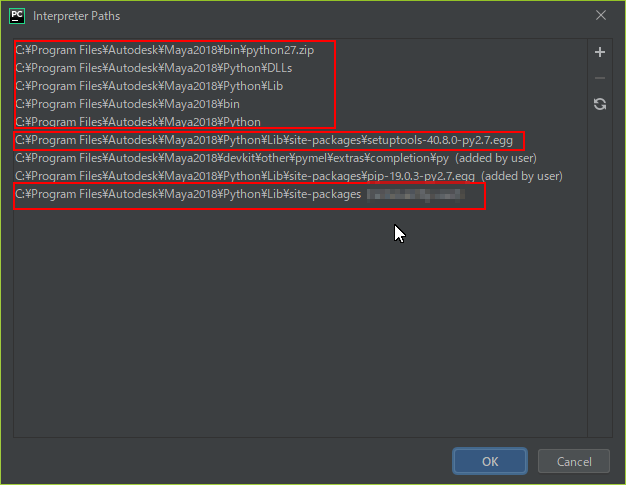 PC
Interpreter Paths
C:¥Program Files¥Autodesk¥Maya2018¥bin¥python27.zip
C:¥Program Files¥Autodesk¥Maya2018¥Python¥DLLs
C:¥Program Files¥Autodesk¥Maya2018¥Python¥Lib
C:¥Program Files¥Autodesk¥Maya2018¥bin
C:¥Program Files¥Autodesk¥Maya2018¥Python
C:¥Program Files¥Autodesk¥Maya2018¥Python¥Lib¥site-packages¥setuptools-40.8.0-py2.7.egg
C:¥Program Files¥Autodesk¥Maya2018¥devkit¥other¥pymel¥extras¥completion¥py (added by user)
C:¥Program Files¥Autodesk¥Maya2018¥Python¥Lib¥site-packages¥pip-19.0.3-py2.7.egg (added by user)
C:¥Program Files¥Autodesk¥Maya2018¥Python¥Lib¥site-packages
OK Cancel